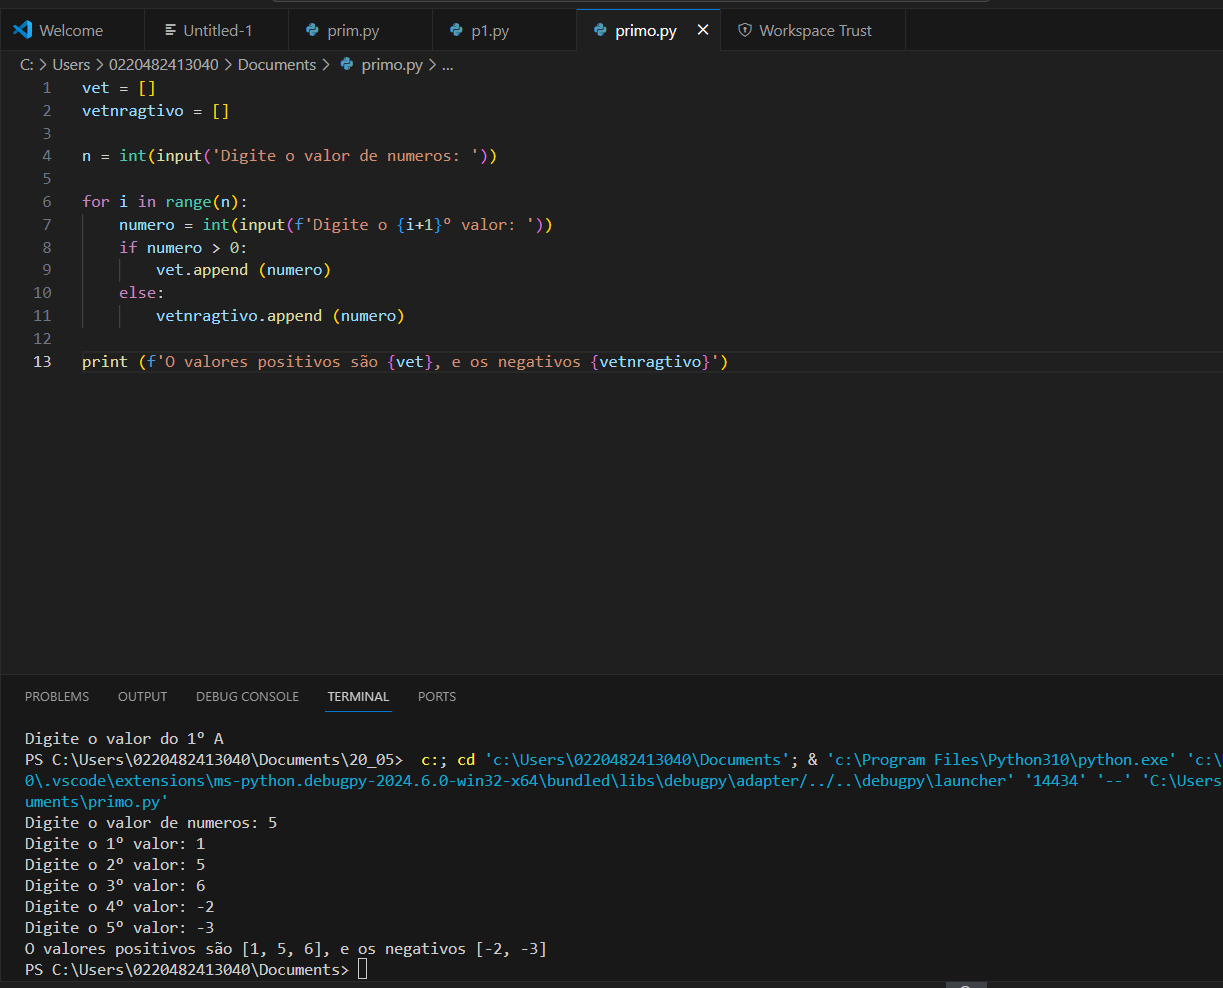 Welcome Untitled-1 prim.py p1.py primo.py Workspace Trust
C: > Users > 0220482413040 > Documents > primo.py > ...
1 vet = []
2 vetnragtivo = []
3
4 n = int(input('Digite o valor de numeros: '))
5
6 for i in range(n):
7 numero = int(input(f'Digite o {i+1}º valor: '))
8 if numero > 0:
9 vet.append (numero)
10 else:
11 vetnragtivo.append (numero)
12
13 print (f'O valores positivos são {vet}, e os negativos {vetnragtivo}')
PROBLEMS OUTPUT DEBUG CONSOLE TERMINAL PORTS
Digite o valor do 1º A
PS C:\Users\0220482413040\Documents\20_05> c:; cd 'c:\Users\0220482413040\Documents'; & 'c:\Program Files\Python310\python.exe' 'c:\
0\.vscode\extensions\ms-python.debugpy-2024.6.0-win32-x64\bundled\libs\debugpy\adapter/../..\debugpy\launcher' '14434' '--' 'C:\Users
uments\primo.py'
Digite o valor de numeros: 5
Digite o 1º valor: 1
Digite o 2º valor: 5
Digite o 3º valor: 6
Digite o 4º valor: -2
Digite o 5º valor: -3
O valores positivos são [1, 5, 6], e os negativos [-2, -3]
PS C:\Users\0220482413040\Documents>